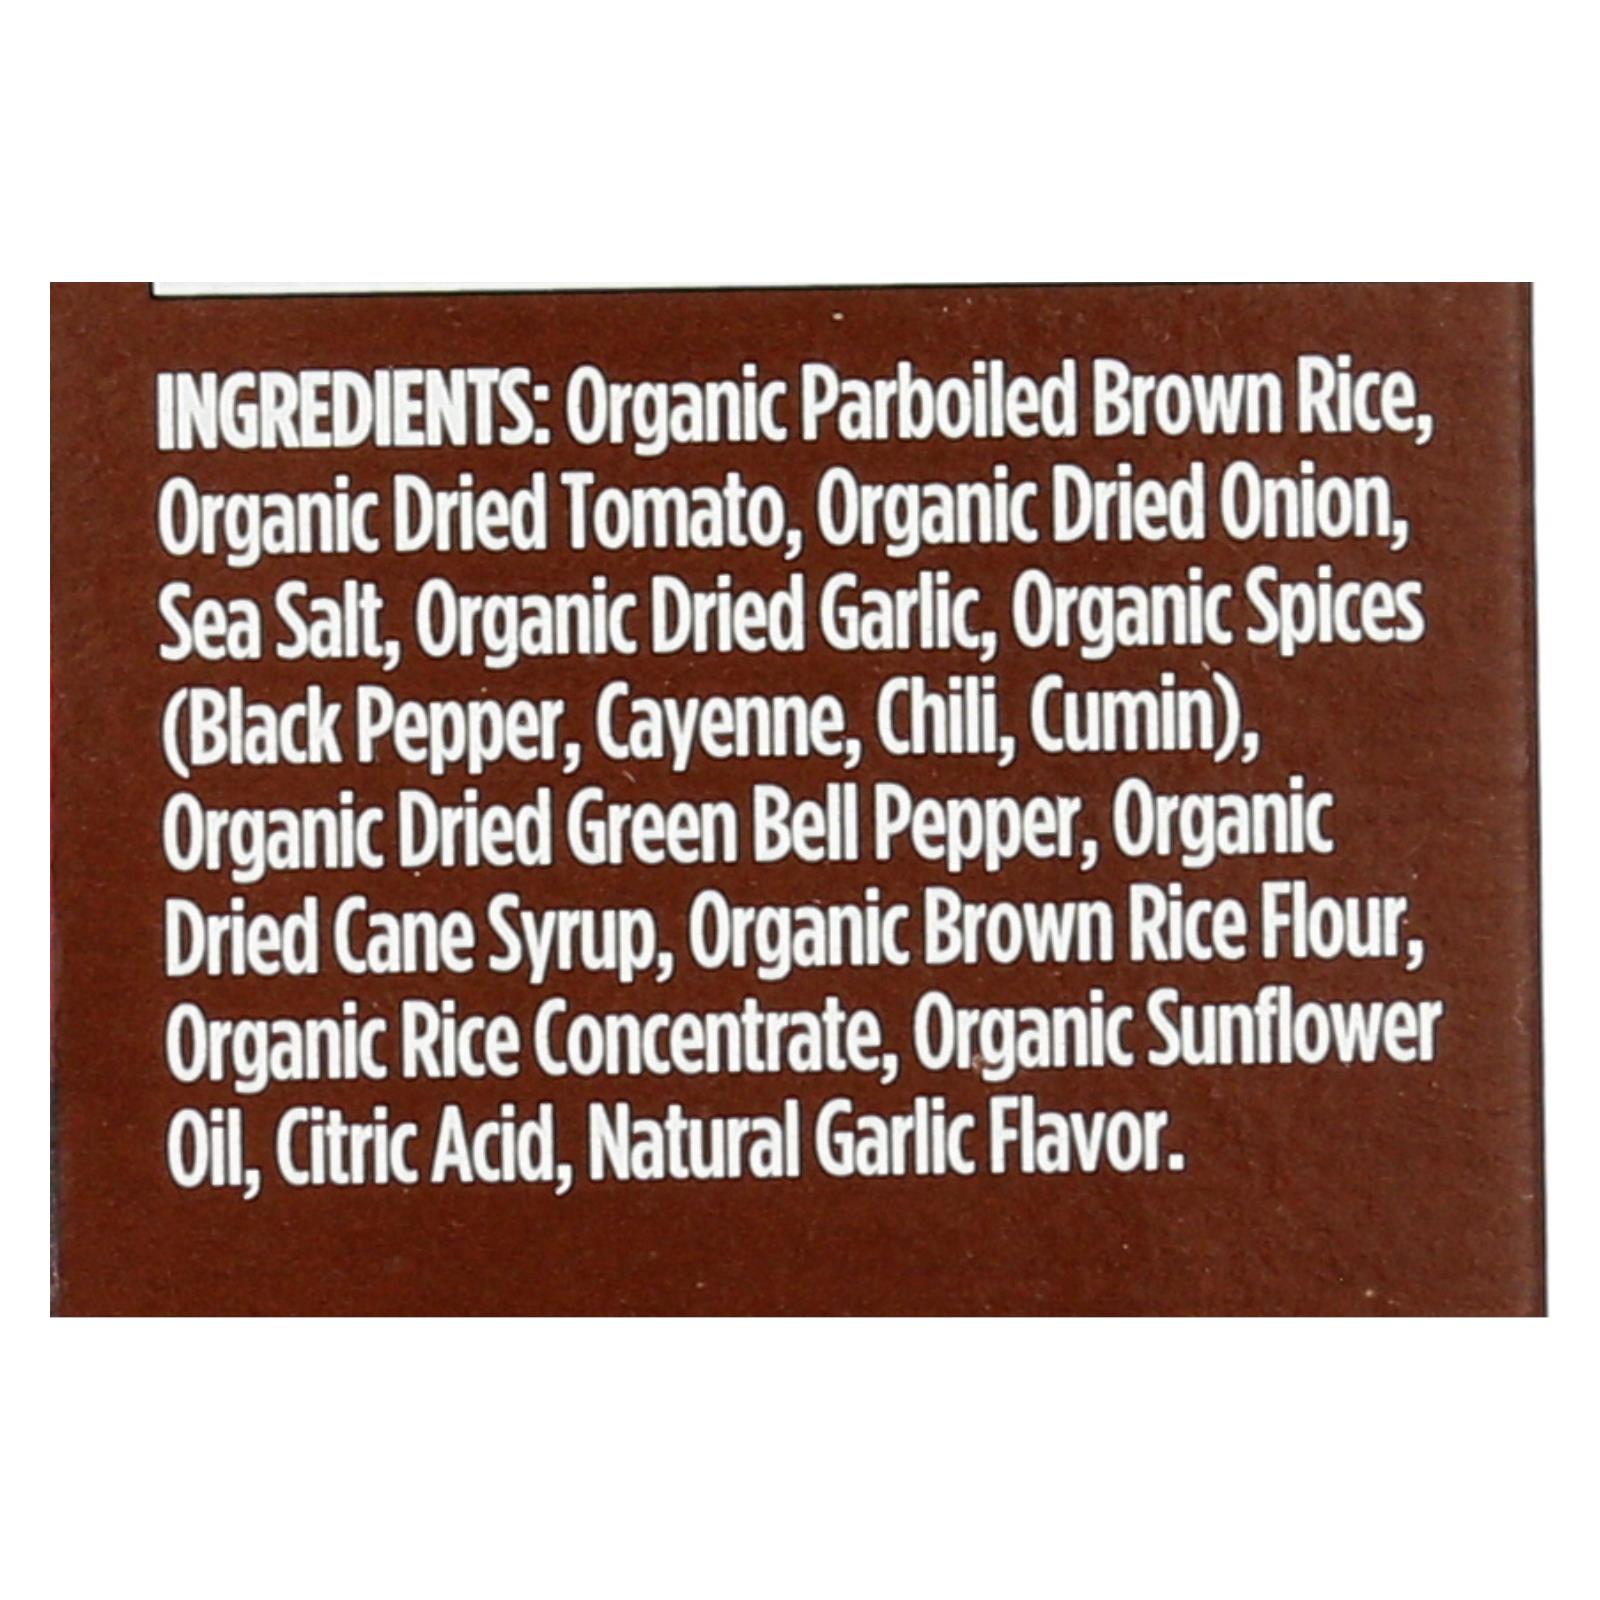 INGREDIENTS: Organic Parboiled Brown Rice,
Organic Dried Tomato, Organic Dried Onion,
Sea Salt, Organic Dried Garlic, Organic Spices
(Black Pepper, Cayenne, Chili, Cumin),
Organic Dried Green Bell Pepper, Organic
Dried Cane Syrup, Organic Brown Rice Flour,
Organic Rice Concentrate, Organic Sunflower
Oil, Citric Acid, Natural Garlic Flavor.